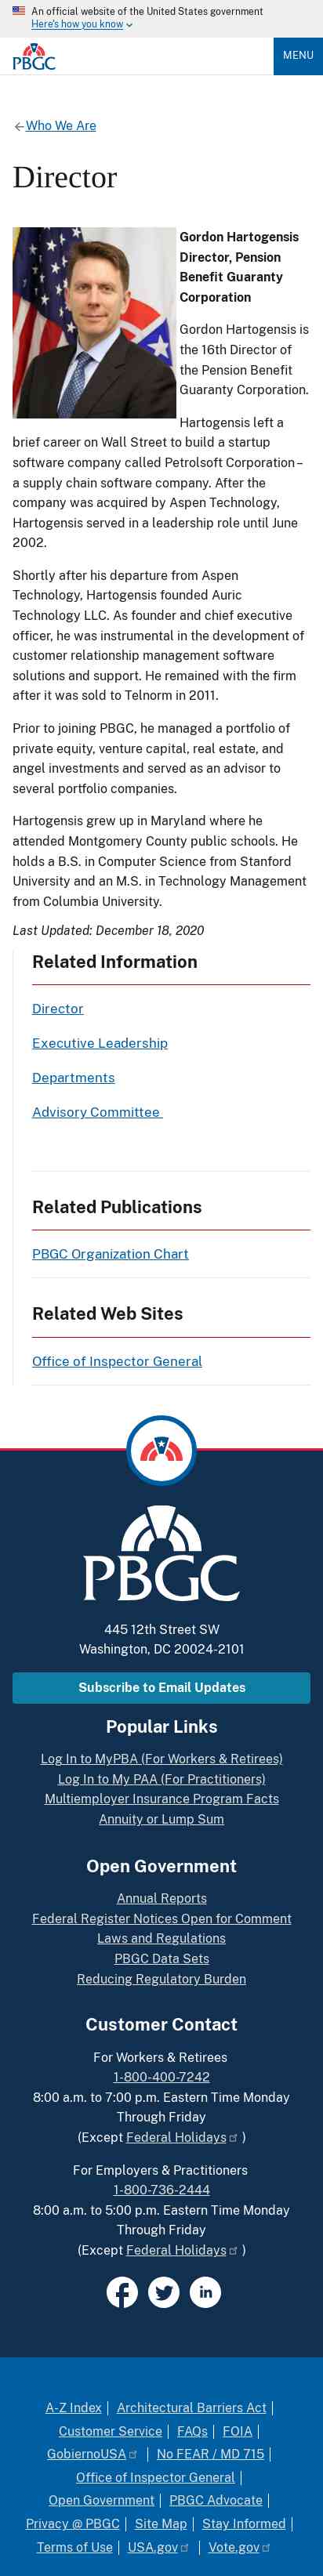 An official website of the United States government
Here's how you know
PBGC
MENU
Who We Are
Director
Gordon Hartogensis
Director, Pension
Benefit Guaranty
Corporation
Gordon Hartogensis is
the 16th Director of
the Pension Benefit
Guaranty Corporation.
Hartogensis left a
brief career on Wall Street to build a startup
software company called Petrolsoft Corporation –
a supply chain software company. After the
company was acquired by Aspen Technology,
Hartogensis served in a leadership role until June
2002.
Shortly after his departure from Aspen
Technology, Hartogensis founded Auric
Technology LLC. As founder and chief executive
officer, he was instrumental in the development of
customer relationship management software
solutions and support. He remained with the firm
after it was sold to Telnorm in 2011.
Prior to joining PBGC, he managed a portfolio of
private equity, venture capital, real estate, and
angel investments and served as an advisor to
several portfolio companies.
Hartogensis grew up in Maryland where he
attended Montgomery County public schools. He
holds a B.S. in Computer Science from Stanford
University and an M.S. in Technology Management
from Columbia University.
Last Updated: December 18, 2020
Related Information
Director
Executive Leadership
Departments
Advisory Committee
Related Publications
PBGC Organization Chart
Related Web Sites
Office of Inspector General
PBGC
445 12th Street SW
Washington, DC 20024-2101
Subscribe to Email Updates
Popular Links
Log In to MyPBA (For Workers & Retirees)
Log In to My PAA (For Practitioners)
Multiemployer Insurance Program Facts
Annuity or Lump Sum
Open Government
Annual Reports
Federal Register Notices Open for Comment
Laws and Regulations
PBGC Data Sets
Reducing Regulatory Burden
Customer Contact
For Workers & Retirees
1-800-400-7242
8:00 a.m. to 7:00 p.m. Eastern Time Monday
Through Friday
(Except Federal Holidays )
For Employers & Practitioners
1-800-736-2444
8:00 a.m. to 5:00 p.m. Eastern Time Monday
Through Friday
(Except Federal Holidays )
A-Z Index | Architectural Barriers Act |
Customer Service | FAQs | FOIA |
GobiernoUSA | No FEAR / MD 715 |
Office of Inspector General |
Open Government | PBGC Advocate |
Privacy @ PBGC | Site Map | Stay Informed |
Terms of Use | USA.gov | Vote.gov